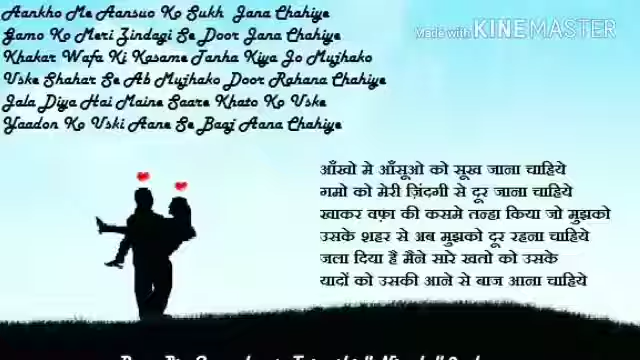 Aankho Me Aansuo Ko Sukh Jana Chahiye
Gamo Ko Meri Zindagi Se Door Jana Chahiye
Khakar Wafa Ki Kasame Tanha Kiya Jo Mujhako
Uske Shahar Se Ab Mujhako Door Rahana Chahiye
Jala Diya Hai Maine Saare Khato Ko Uske
Yaadon Ko Uski Aane Se Baaj Aana Chahiye
Made with KINEMASTER
आँखो मे आँसूओ को सूख जाना चाहिये
गमो को मेरी ज़िंदगी से दूर जाना चाहिये
खाकर वफ़ा की कसमे तन्हा किया जो मुझको
उसके शहर से अब मुझको दूर रहना चाहिये
जला दिया है मैने सारे खतो को उसके
यादों को उसकी आने से बाज आना चाहिये